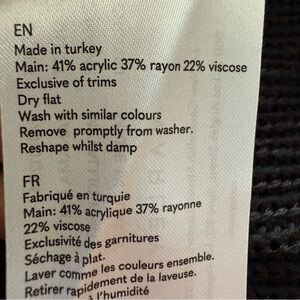 EN
Made in turkey
Main: 41% acrylic 37% rayon 22% viscose
Exclusive of trims
Dry flat
Wash with similar colours
Remove promptly from washer.
Reshape whilst damp
FR
Fabriqué en turquie
Main: 41% acrylique 37% rayonne
22% viscose
Exclusivité des garnitures
Séchage à plat.
Laver comme les couleurs ensemble.
Retirer rapidement de la laveuse.
à l'humidité